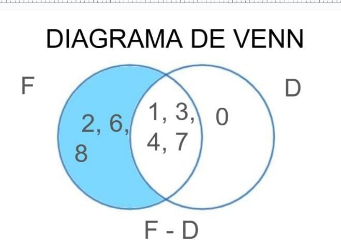 DIAGRAMA DE VENN
F
D
2, 6,
8
1, 3,
4, 7
0
F - D